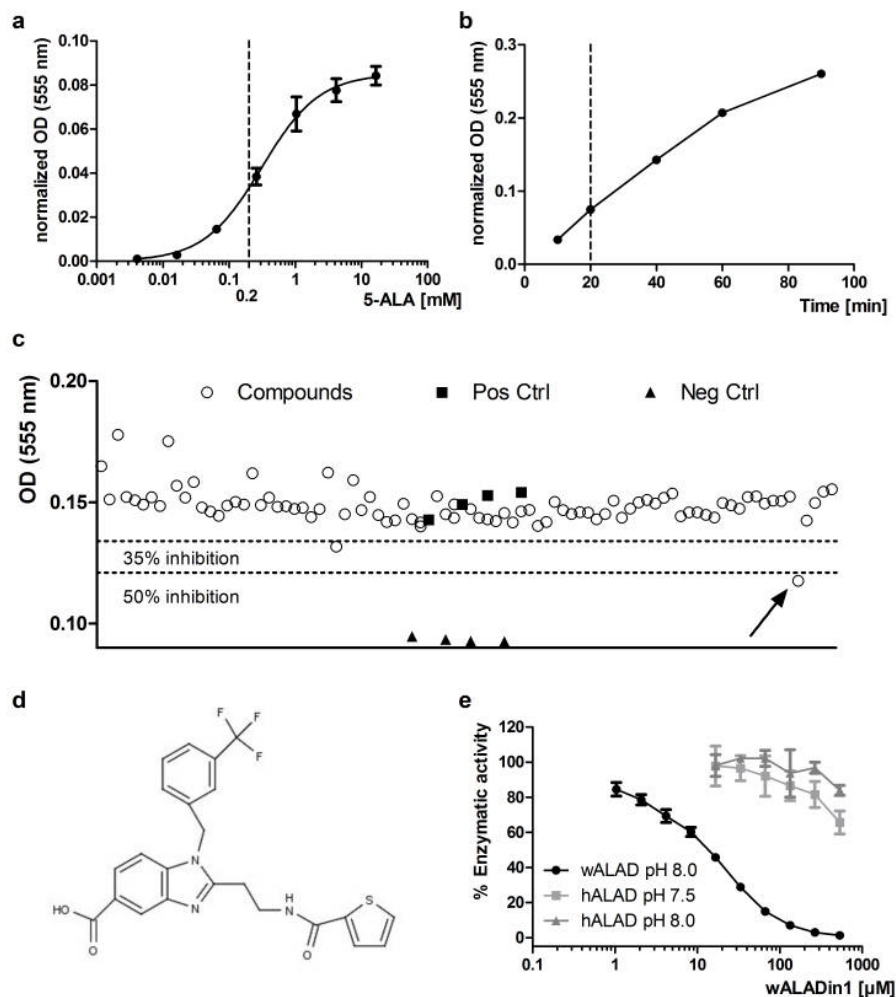 a
normalized OD (555 nm)
0.10
0.08
0.06
0.04
0.02
0.00
0.001 0.01 0.1 1 10 100
0.2
5-ALA [mM]
b
normalized OD (555 nm)
0.3
0.2
0.1
0.0
0 20 40 60 80 100
Time [min]
c
OD (555 nm)
0.20
0.15
0.10
Compounds Pos Ctrl Neg Ctrl
35% inhibition
50% inhibition
d
F
F
F
N
N
HO
O
NH
O
S
e
% Enzymatic activity
120
100
80
60
40
20
0
wALAD pH 8.0
hALAD pH 7.5
hALAD pH 8.0
0.1 1 10 100 1000
wALADin1 [µM]